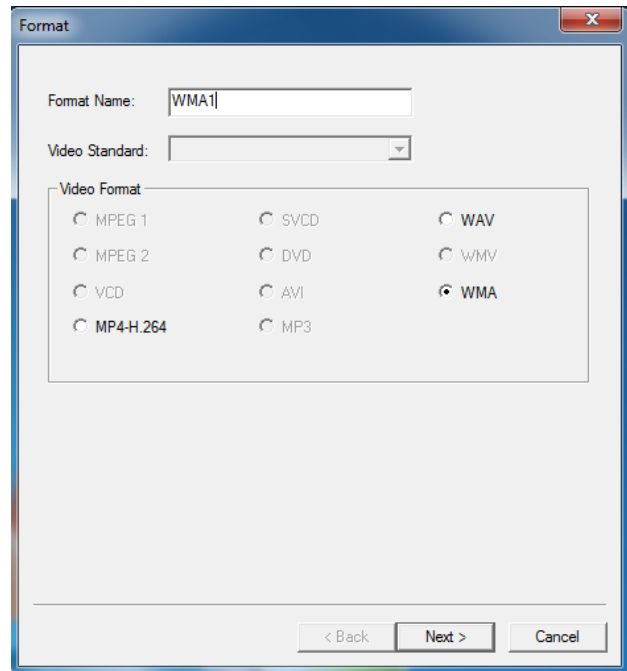 Format
Format Name: WMA1
Video Standard:
Video Format
MPEG 1 SVCD WAV
MPEG 2 DVD WMV
VCD AVI WMA
MP4-H.264 MP3
< Back Next > Cancel